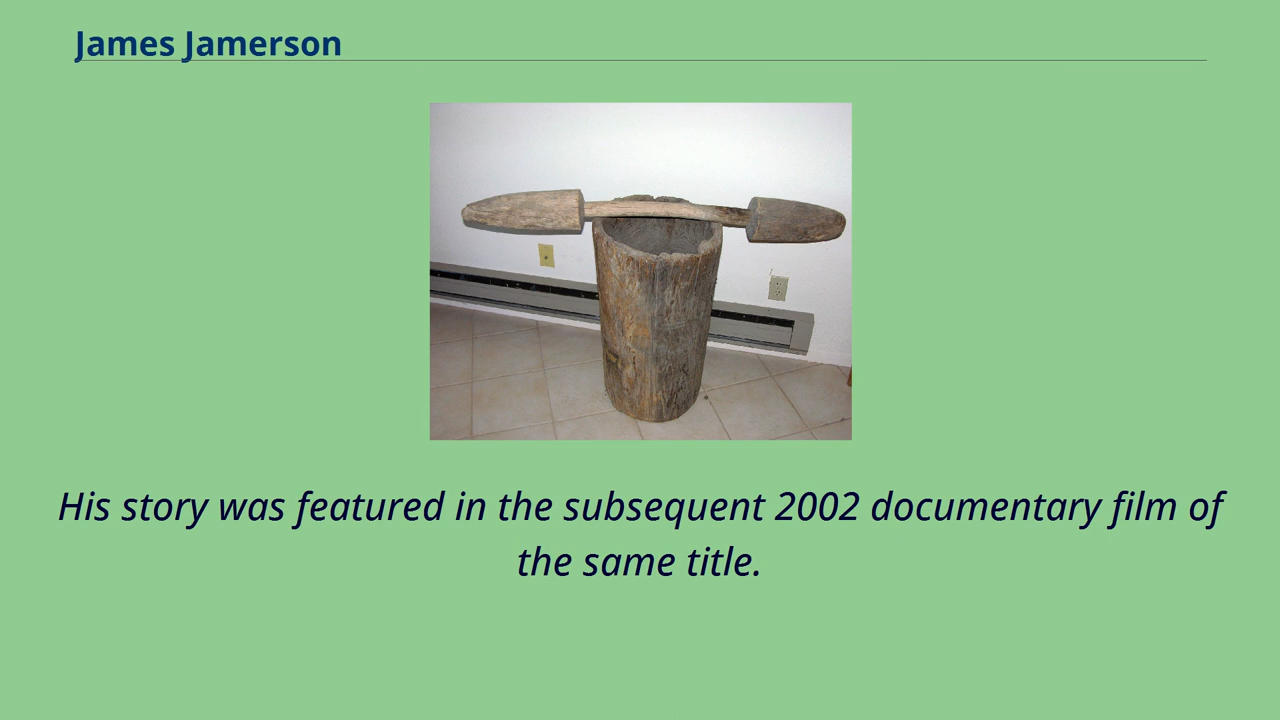 James Jamerson
His story was featured in the subsequent 2002 documentary film of
the same title.